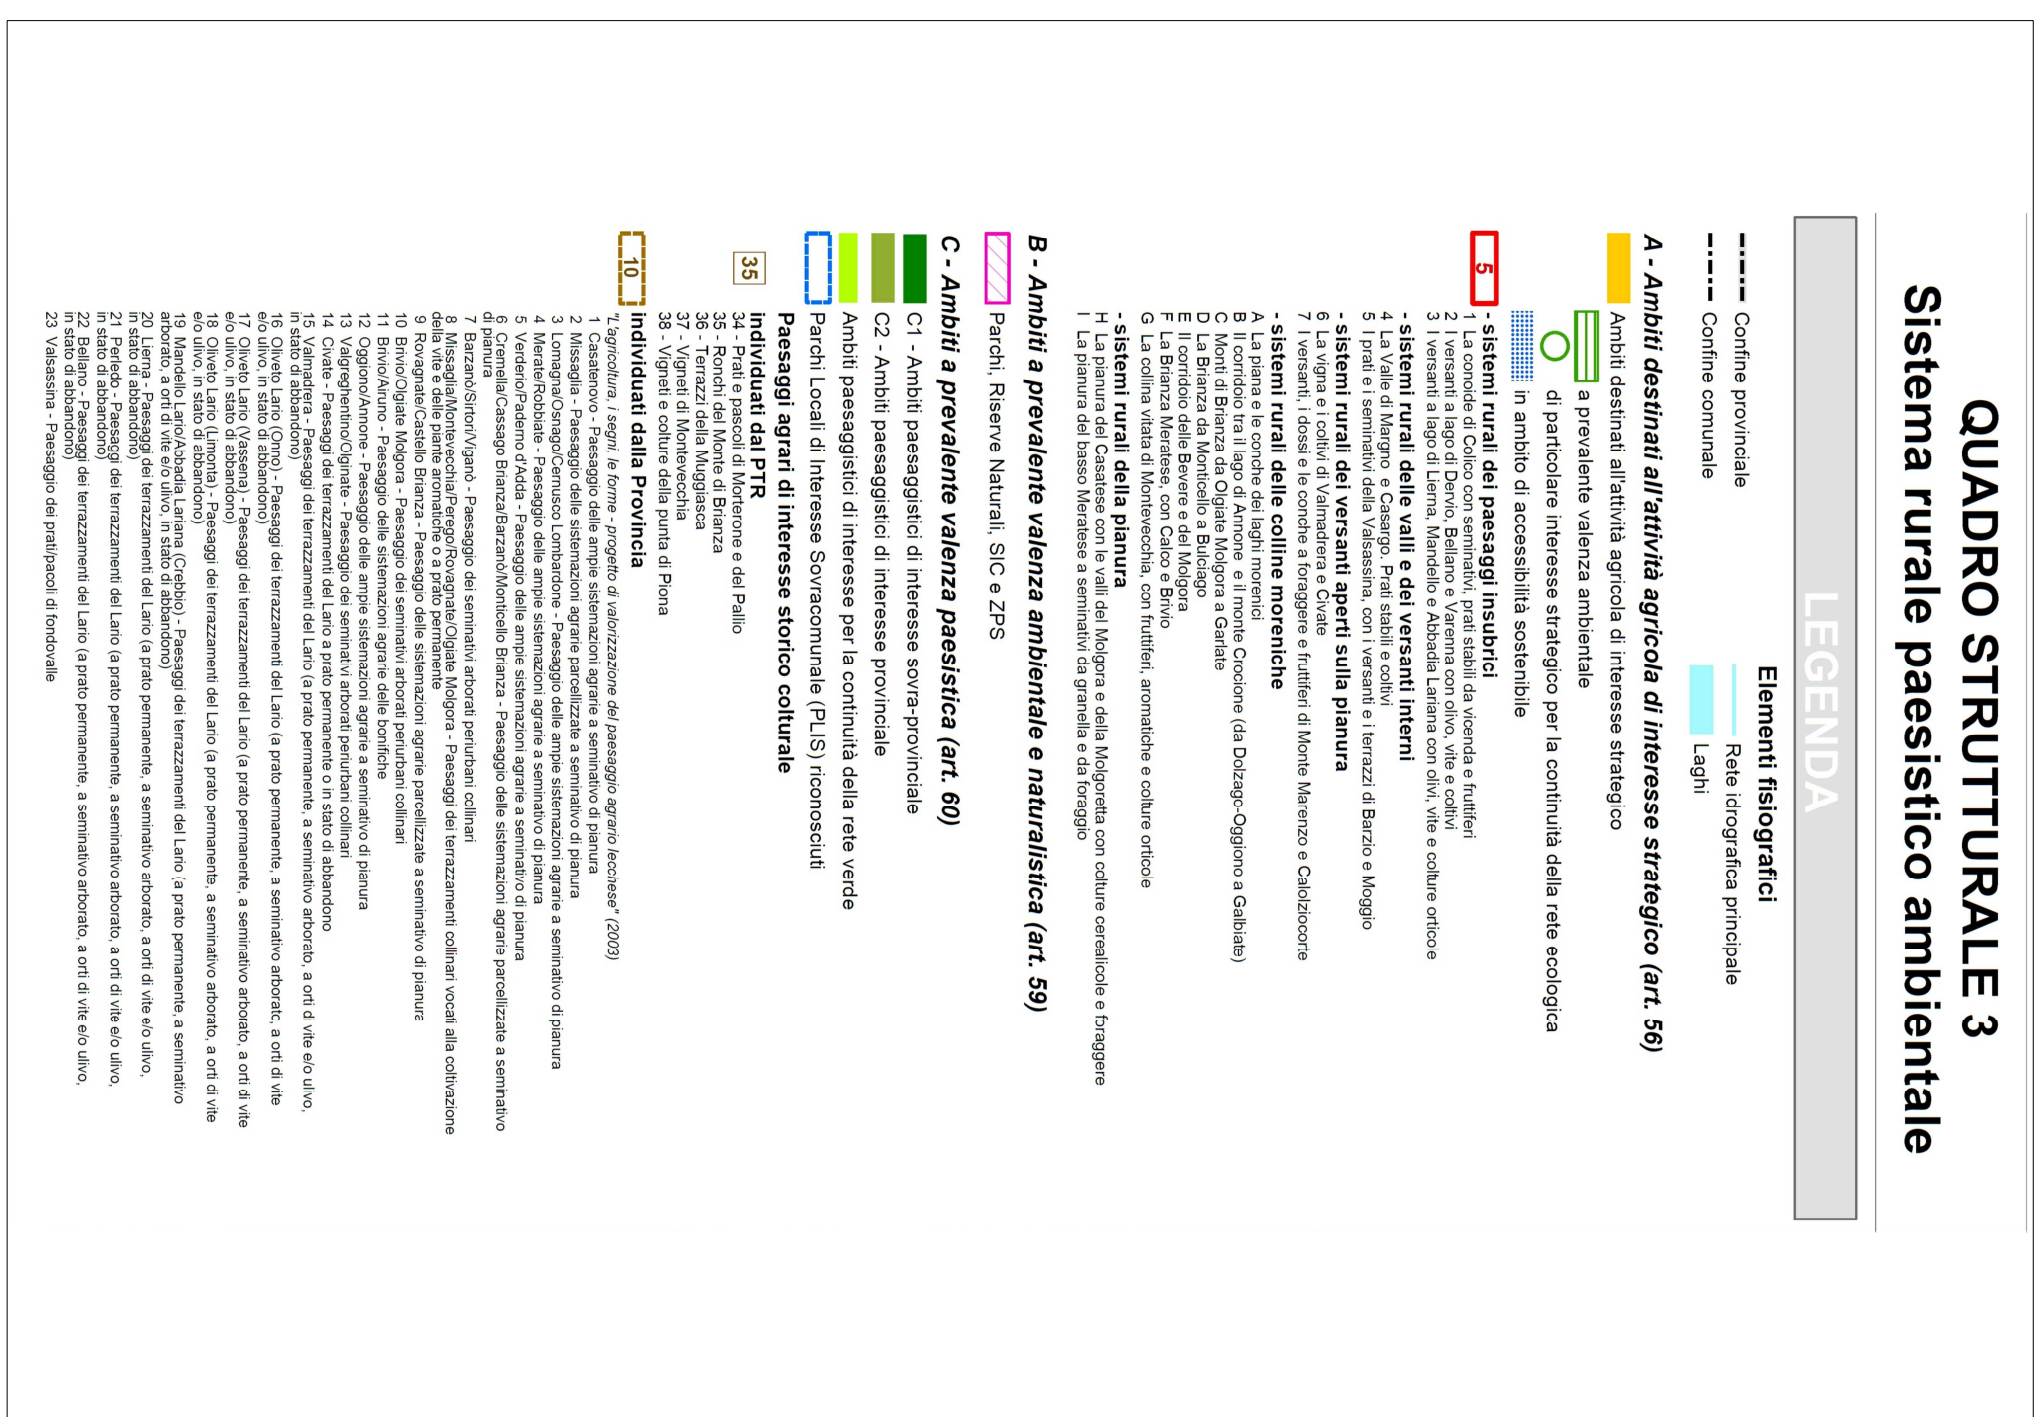 QUADRO STRUTTURALE 3
Sistema rurale paesistico ambientale
LEGENDA
Confine provinciale
Confine comunale
Elementi fisiografici
Rete idrografica principale
Laghi
A - Ambiti destinati all'attività agricola di interesse strategico (art. 56)
Ambiti destinati all'attività agricola di interesse strategico
a prevalente valenza ambientale
di particolare interesse strategico per la continuità della rete ecologica
in ambito di accessibilità sostenibile
5
- sistemi rurali dei paesaggi insubrici
1 La conoide di Colico con seminativi, prati stabili da vicenda e fruttiferi
2 I versanti a lago di Dervio, Bellano e Varenna con olivo, vite e coltivi
3 I versanti a lago di Lierna, Mandello e Abbadia Lariana con olivi, vite e colture orticole
- sistemi rurali delle valli e dei versanti interni
4 La Valle di Margno e Casargo. Prati stabili e coltivi
5 I prati e i seminativi della Valsassina, con i versanti e i terrazzi di Barzio e Moggio
- sistemi rurali dei versanti aperti sulla pianura
6 La vigna e i coltivi di Valmadrera e Civate
7 I versanti, i dossi e le conche a foraggere e fruttiferi di Monte Marenzo e Calolziocorte
- sistemi rurali delle colline moreniche
A La piana e le conche dei laghi morenici
B Il corridoio tra il lago di Annone e il monte Crocione (da Dolzago-Oggiono a Galbiate)
C Monti di Brianza da Olgiate Molgora a Garlate
D La Brianza da Monticello a Bulciago
E Il corridoio delle Bevere e del Molgora
F La Brianza Meratese, con Calco e Brivio
G La collina vitata di Montevecchia, con fruttiferi, aromatiche e colture orticole
- sistemi rurali della pianura
H La pianura del Casatese con le valli del Molgora e della Molgoretta con colture cerealicole e foraggere
I La pianura del basso Meratese a seminativi da granella e da foraggio
B - Ambiti a prevalente valenza ambientale e naturalistica (art. 59)
Parchi, Riserve Naturali, SIC e ZPS
C - Ambiti a prevalente valenza paesistica (art. 60)
C1 - Ambiti paesaggistici di interesse sovra-provinciale
C2 - Ambiti paesaggistici di interesse provinciale
Ambiti paesaggistici di interesse per la continuità della rete verde
Parchi Locali di Interesse Sovracomunale (PLIS) riconosciuti
Paesaggi agrari di interesse storico colturale
35
individuati dal PTR
34 - Prati e pascoli di Morterone e del Pallio
35 - Ronchi del Monte di Brianza
36 - Terrazzi della Muggiasca
37 - Vigneti di Montevecchia
38 - Vigneti e colture della punta di Piona
10
individuati dalla Provincia
"L'agricoltura, i segni, le forme - progetto di valorizzazione del paesaggio agrario lecchese" (2003)
1 Casatenovo - Paesaggio delle ampie sistemazioni agrarie a seminativo di pianura
2 Missaglia - Paesaggio delle sistemazioni agrarie parcellizzate a seminativo di pianura
3 Lomagna/Osnago/Cernusco Lombardone - Paesaggio delle ampie sistemazioni agrarie a seminativo di pianura
4 Merate/Robbiate - Paesaggio delle ampie sistemazioni agrarie a seminativo di pianura
5 Verderio/Paderno d'Adda - Paesaggio delle ampie sistemazioni agrarie a seminativo di pianura
6 Cremella/Cassago Brianza/Barzanò/Monticello Brianza - Paesaggio delle sistemazioni agrarie parcellizzate a seminativo
di pianura
7 Barzanò/Sirtori/Viganò - Paesaggio dei seminativi arborati periurbani collinari
8 Missaglia/Montevecchia/Perego/Rovagnate/Olgiate Molgora - Paesaggi dei terrazzamenti collinari vocati alla coltivazione
della vite e delle piante aromatiche o a prato permanente
9 Rovagnate/Castello Brianza - Paesaggio delle sistemazioni agrarie parcellizzate a seminativo di pianura
10 Brivio/Olgiate Molgora - Paesaggio dei seminativi arborati periurbani collinari
11 Brivio/Airuno - Paesaggio delle sistemazioni agrarie delle bonifiche
12 Oggiono/Annone - Paesaggio delle ampie sistemazioni agrarie a seminativo di pianura
13 Valgreghentino/Olginate - Paesaggio dei seminativi arborati periurbani collinari
14 Civate - Paesaggi dei terrazzamenti del Lario a prato permanente o in stato di abbandono
15 Valmadrera - Paesaggi dei terrazzamenti del Lario (a prato permanente, a seminativo arborato, a orti di vite e/o ulivo,
in stato di abbandono)
16 Oliveto Lario (Onno) - Paesaggi dei terrazzamenti del Lario (a prato permanente, a seminativo arborato, a orti di vite
e/o ulivo, in stato di abbandono)
17 Oliveto Lario (Vassena) - Paesaggi dei terrazzamenti del Lario (a prato permanente, a seminativo arborato, a orti di vite
e/o ulivo, in stato di abbandono)
18 Oliveto Lario (Limonta) - Paesaggi dei terrazzamenti del Lario (a prato permanente, a seminativo arborato, a orti di vite
e/o ulivo, in stato di abbandono)
19 Mandello Lario/Abbadia Lariana (Crebbio) - Paesaggi dei terrazzamenti del Lario (a prato permanente, a seminativo
arborato, a orti di vite e/o ulivo, in stato di abbandono)
20 Lierna - Paesaggi dei terrazzamenti del Lario (a prato permanente, a seminativo arborato, a orti di vite e/o ulivo,
in stato di abbandono)
21 Perledo - Paesaggi dei terrazzamenti del Lario (a prato permanente, a seminativo arborato, a orti di vite e/o ulivo,
in stato di abbandono)
22 Bellano - Paesaggi dei terrazzamenti del Lario (a prato permanente, a seminativo arborato, a orti di vite e/o ulivo,
in stato di abbandono)
23 Valsassina - Paesaggio dei prati/pacoli di fondovalle